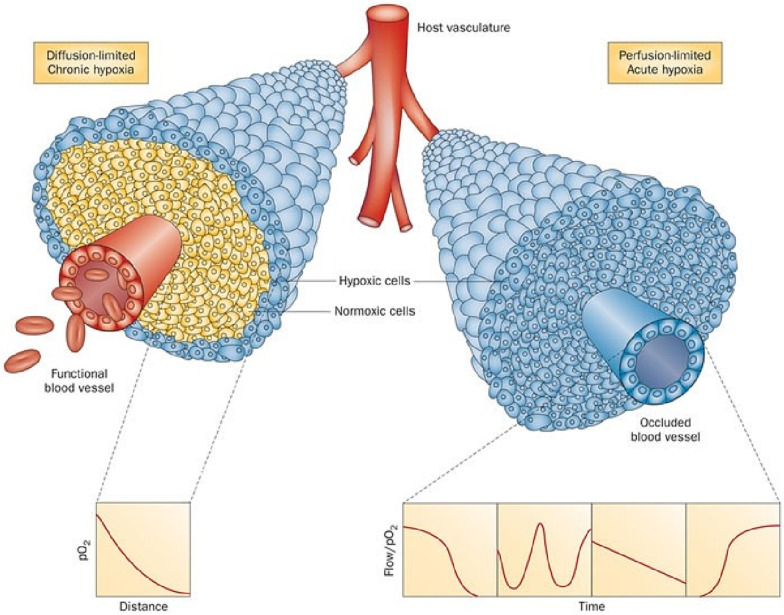 Host vasculature
Diffusion-limited
Chronic hypoxia
Perfusion-limited
Acute hypoxia
Hypoxic cells
Normoxic cells
Functional
blood vessel
Occluded
blood vessel
pO₂
Distance
Flow/pO₂
Time